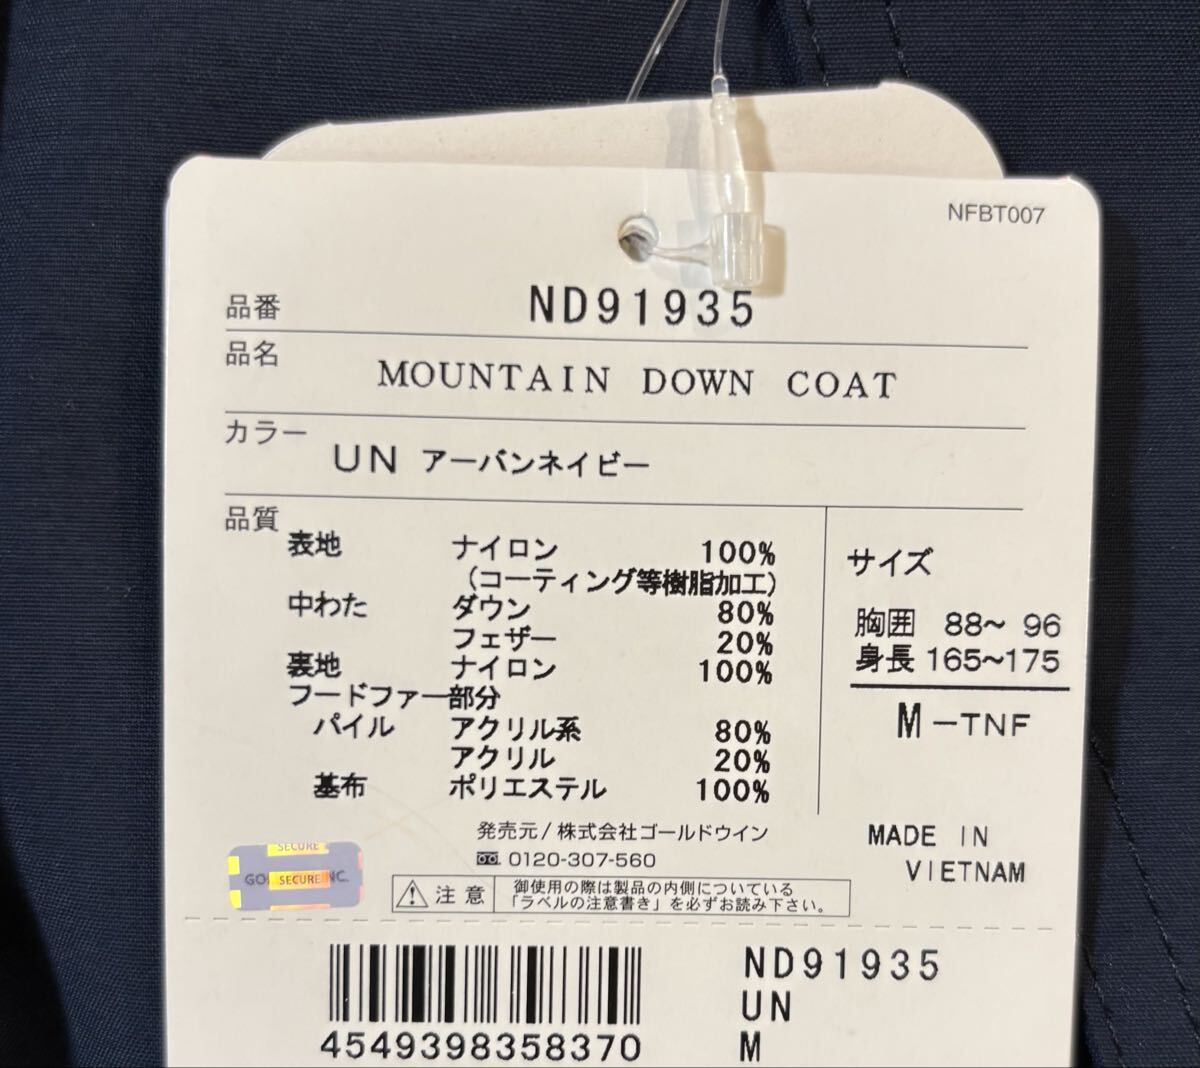 NFBT007
品番 ND91935
品名 MOUNTAIN DOWN COAT
カラー UN アーバンネイビー
品質
表地 ナイロン 100%
(コーティング等樹脂加工)
中わた ダウン 80%
フェザー 20%
裏地 ナイロン 100%
フードファー部分
パイル アクリル系 80%
アクリル 20%
基布 ポリエステル 100%
サイズ
胸囲 88~ 96
身長 165~175
M-TNF
MADE IN
VIETNAM
発売元/株式会社ゴールドウイン
0120-307-560
SECURE
SECURE
INC.
注意 御使用の際は製品の内側についている
「ラベルの注意書き」を必ずお読み下さい。
4549398358370
ND91935
UN
M